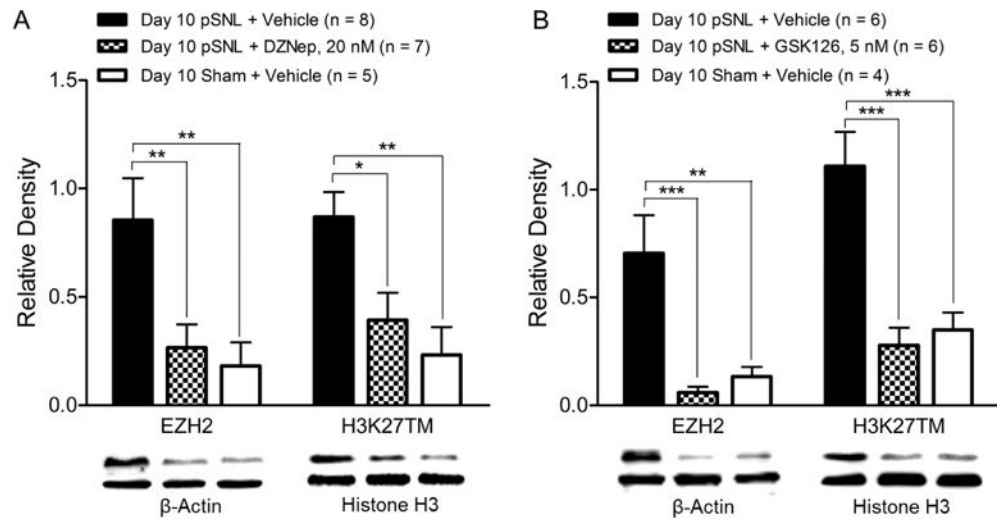 A
Day 10 pSNL + Vehicle (n = 8)
Day 10 pSNL + DZNep, 20 nM (n = 7)
Day 10 Sham + Vehicle (n = 5)
1.5
1.0
0.5
0.0
Relative Density
**
**
**
*
EZH2
H3K27TM
β-Actin
Histone H3
B
Day 10 pSNL + Vehicle (n = 6)
Day 10 pSNL + GSK126, 5 nM (n = 6)
Day 10 Sham + Vehicle (n = 4)
1.5
1.0
0.5
0.0
Relative Density
**
***
***
***
EZH2
H3K27TM
β-Actin
Histone H3